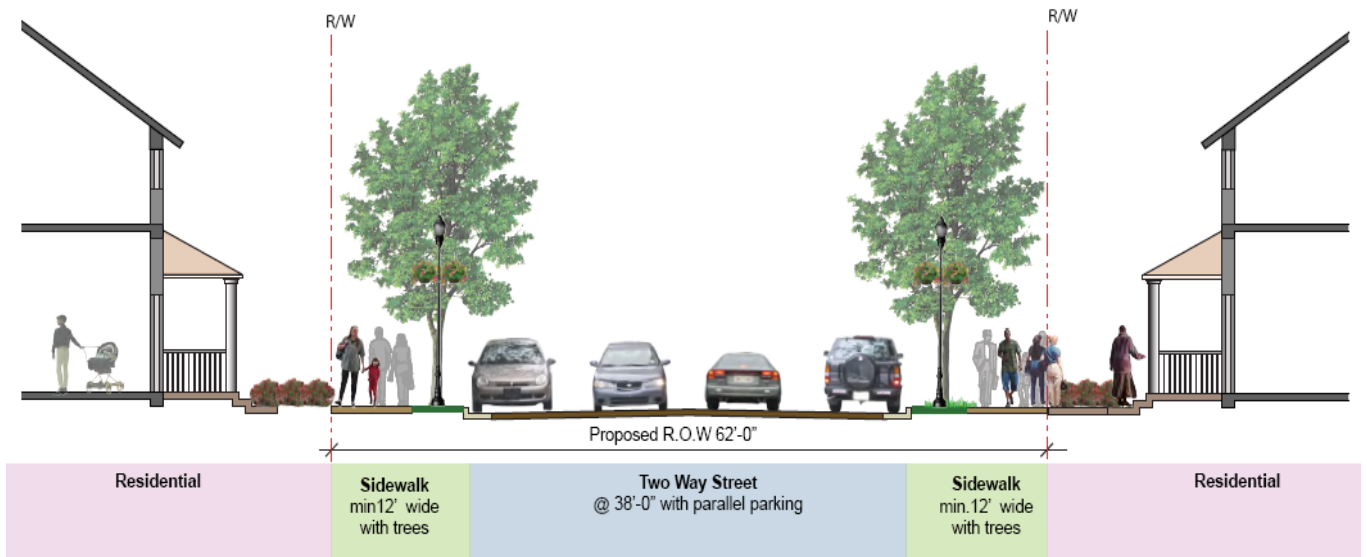 R/W
R/W
Proposed R.O.W 62'-0"
Residential
Sidewalk
min12' wide
with trees
Two Way Street
@ 38'-0" with parallel parking
Sidewalk
min.12' wide
with trees
Residential